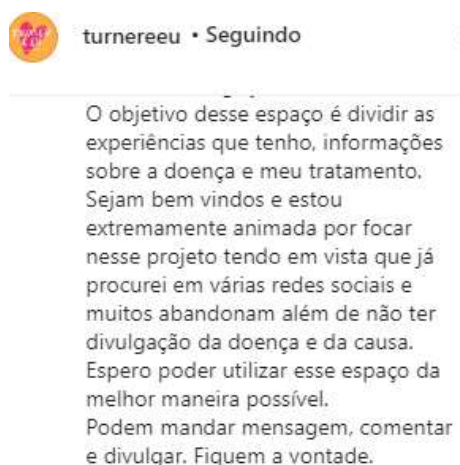 turnereeu • Seguindo
O objetivo desse espaço é dividir as
experiências que tenho, informações
sobre a doença e meu tratamento.
Sejam bem vindos e estou
extremamente animada por focar
nesse projeto tendo em vista que já
procurei em várias redes sociais e
muitos abandonam além de não ter
divulgação da doença e da causa.
Espero poder utilizar esse espaço da
melhor maneira possível.
Podem mandar mensagem, comentar
e divulgar. Fiquem a vontade.